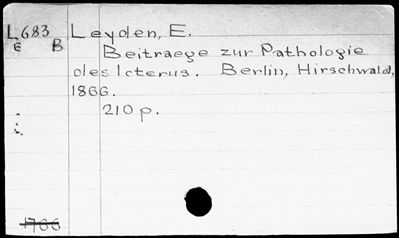 L683 Leyden, E.
E B Beitraege zur Pathologie
des Icterus. Berlin, Hirschwald,
1866.
210 p.
1766